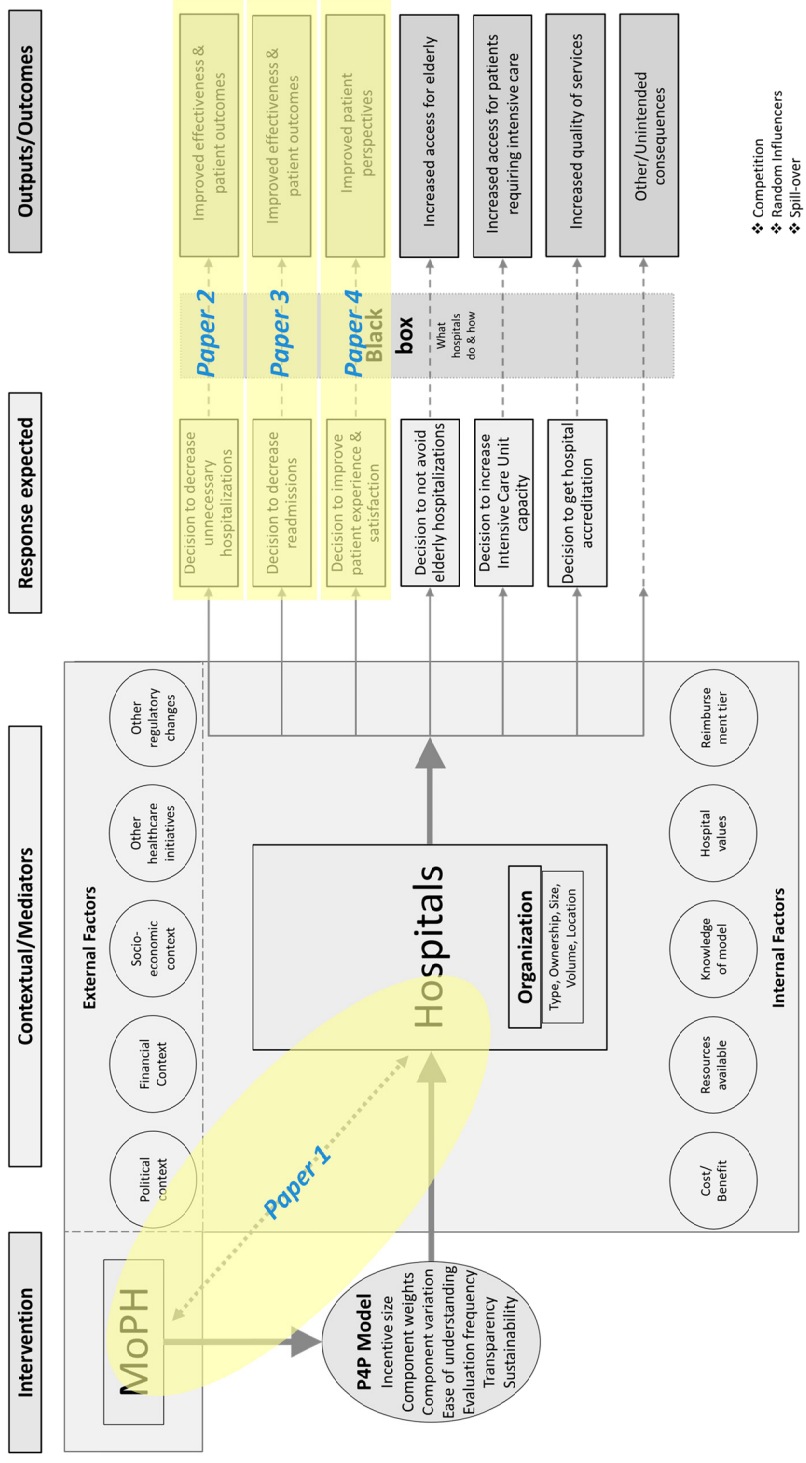 Intervention
Contextual/Mediators
Response expected
Outputs/Outcomes
MoPH
P4P Model
Incentive size
Component weights
Component variation
Ease of understanding
Evaluation frequency
Transparency
Sustainability
Paper 1
External Factors
Political
context
Financial
Context
Socio-
economic
context
Other
healthcare
initiatives
Other
regulatory
changes
Hospitals
Organization
Type, Ownership, Size,
Volume, Location
Cost/
Benefit
Resources
available
Knowledge
of model
Hospital
values
Reimburse
ment tier
Internal Factors
Decision to decrease
unnecessary
hospitalizations
Decision to decrease
readmissions
Decision to improve
patient experience &
satisfaction
Decision to not avoid
elderly hospitalizations
Decision to increase
Intensive Care Unit
capacity
Decision to get hospital
accreditation
Paper 2
Paper 3
Paper 4
Black
box
What
hospitals
do & how
Improved effectiveness &
patient outcomes
Improved effectiveness &
patient outcomes
Improved patient
perspectives
Increased access for elderly
Increased access for patients
requiring intensive care
Increased quality of services
Other/Unintended
consequences
❖ Competition
❖ Random Influencers
❖ Spill-over